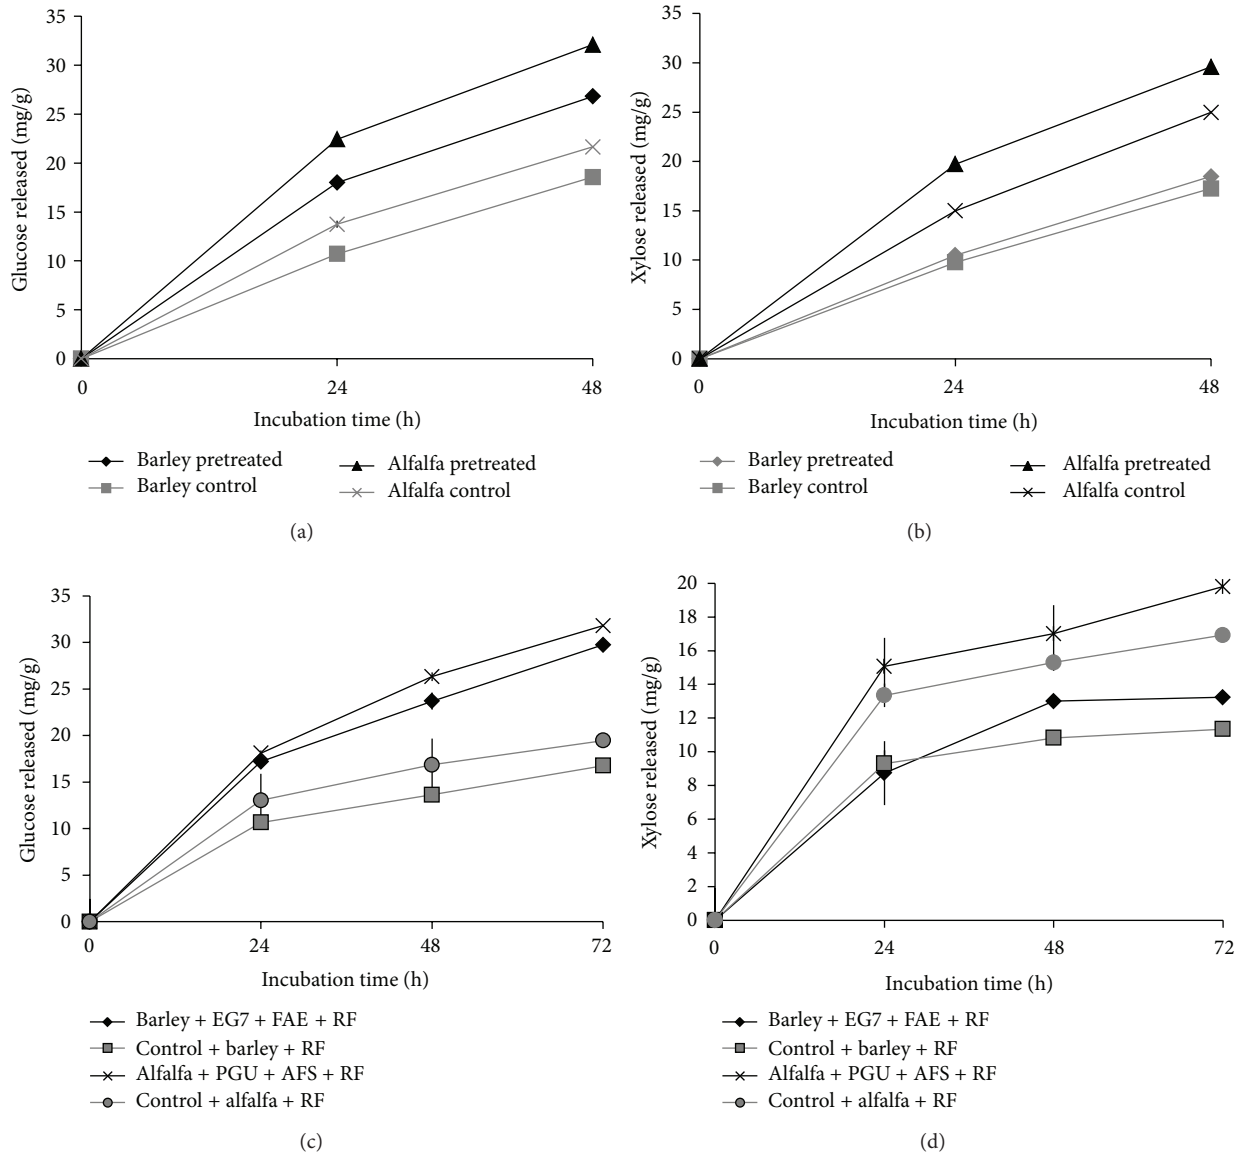 35
30
25
20
15
10
5
0
Glucose released (mg/g)
0 24 48
Incubation time (h)
Barley pretreated
Barley control
Alfalfa pretreated
Alfalfa control
(a)
35
30
25
20
15
10
5
0
Xylose released (mg/g)
0 24 48
Incubation time (h)
Barley pretreated
Barley control
Alfalfa pretreated
Alfalfa control
(b)
35
30
25
20
15
10
5
0
Glucose released (mg/g)
0 24 48 72
Incubation time (h)
Barley + EG7 + FAE + RF
Control + barley + RF
Alfalfa + PGU + AFS + RF
Control + alfalfa + RF
(c)
20
18
16
14
12
10
8
6
4
2
0
Xylose released (mg/g)
0 24 48 72
Incubation time (h)
Barley + EG7 + FAE + RF
Control + barley + RF
Alfalfa + PGU + AFS + RF
Control + alfalfa + RF
(d)